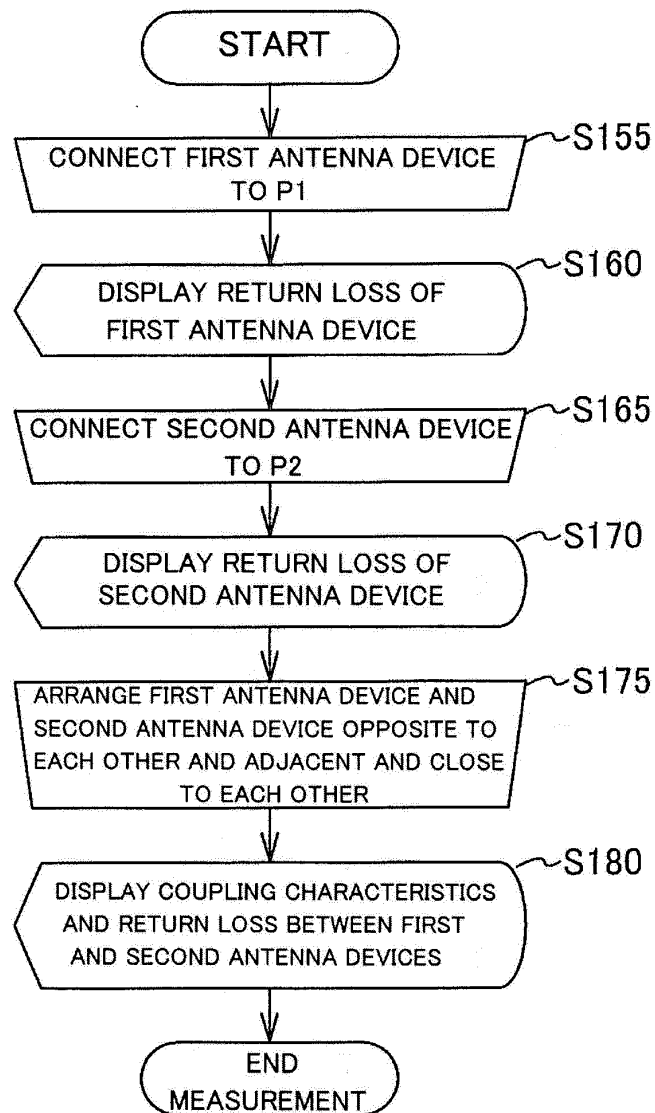 START
S155
CONNECT FIRST ANTENNA DEVICE
TO P1
S160
DISPLAY RETURN LOSS OF
FIRST ANTENNA DEVICE
S165
CONNECT SECOND ANTENNA DEVICE
TO P2
S170
DISPLAY RETURN LOSS OF
SECOND ANTENNA DEVICE
S175
ARRANGE FIRST ANTENNA DEVICE AND
SECOND ANTENNA DEVICE OPPOSITE TO
EACH OTHER AND ADJACENT AND CLOSE
TO EACH OTHER
S180
DISPLAY COUPLING CHARACTERISTICS
AND RETURN LOSS BETWEEN FIRST
AND SECOND ANTENNA DEVICES
END
MEASUREMENT